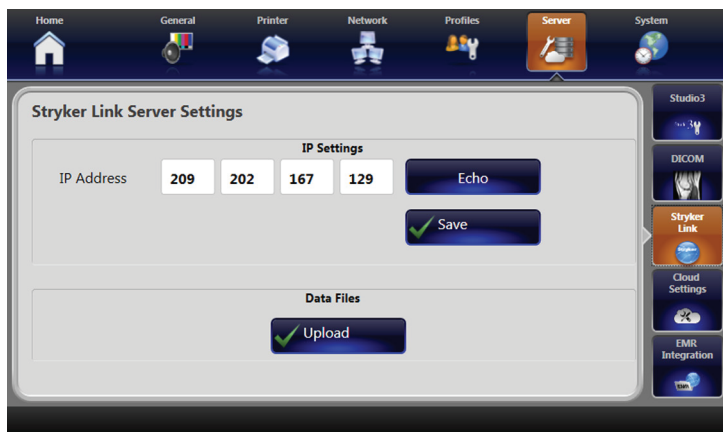 Home General Printer Network Profiles Server System
Stryker Link Server Settings
IP Settings
IP Address 209 202 167 129 Echo
Save
Data Files
Upload
Studio3
DICOM
Stryker
Link
Cloud
Settings
EMR
Integration
EMR